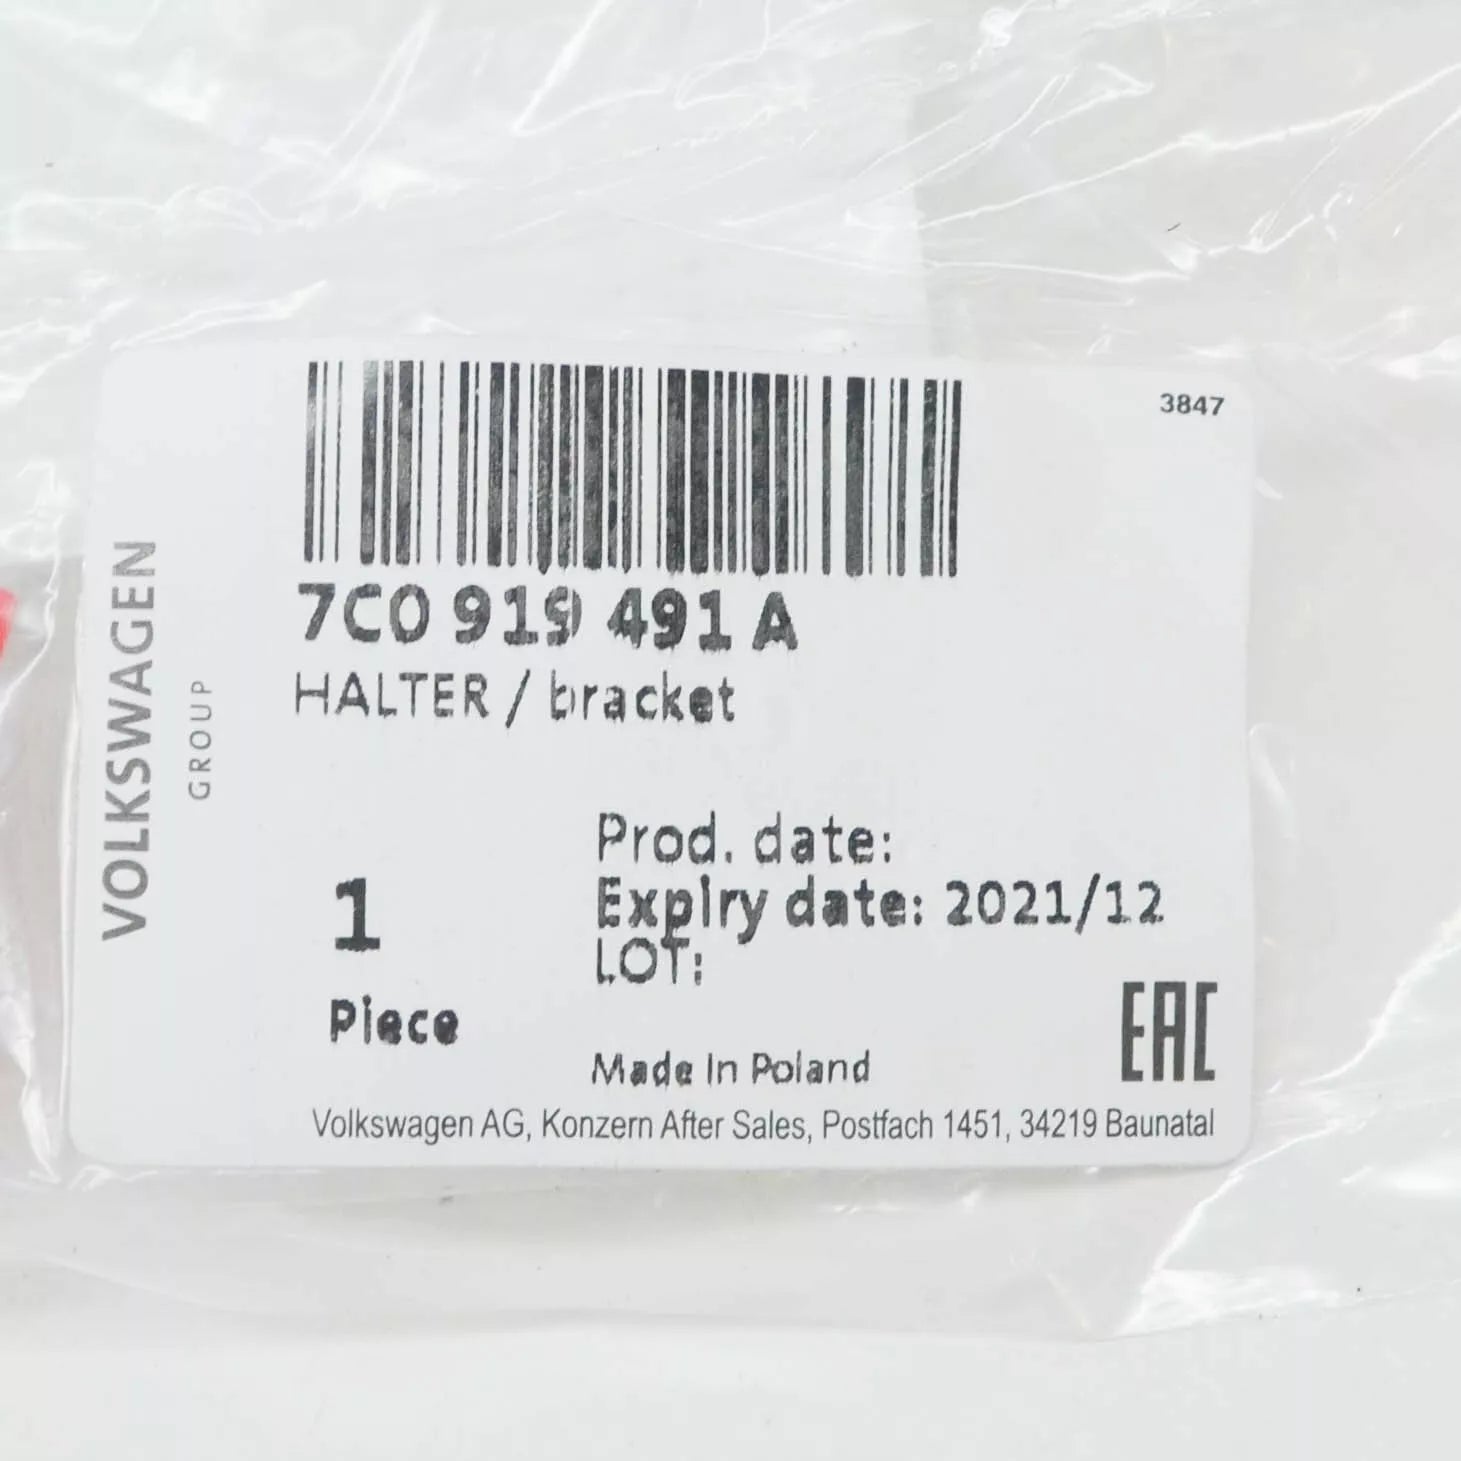 3847
VOLKSWAGEN
GROUP
7C0 919 491 A
HALTER / bracket
Prod. date:
Expiry date: 2021/12
LOT:
1
Piece
EAC
Made In Poland
Volkswagen AG, Konzern After Sales, Postfach 1451, 34219 Baunatal